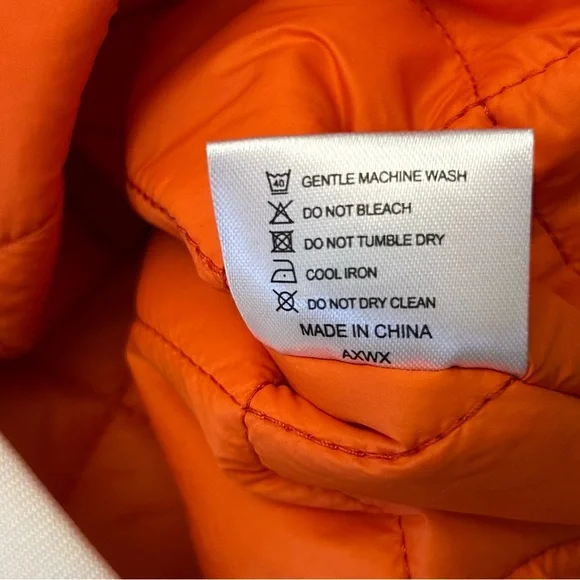 40 GENTLE MACHINE WASH
DO NOT BLEACH
DO NOT TUMBLE DRY
COOL IRON
DO NOT DRY CLEAN
MADE IN CHINA
AXWX